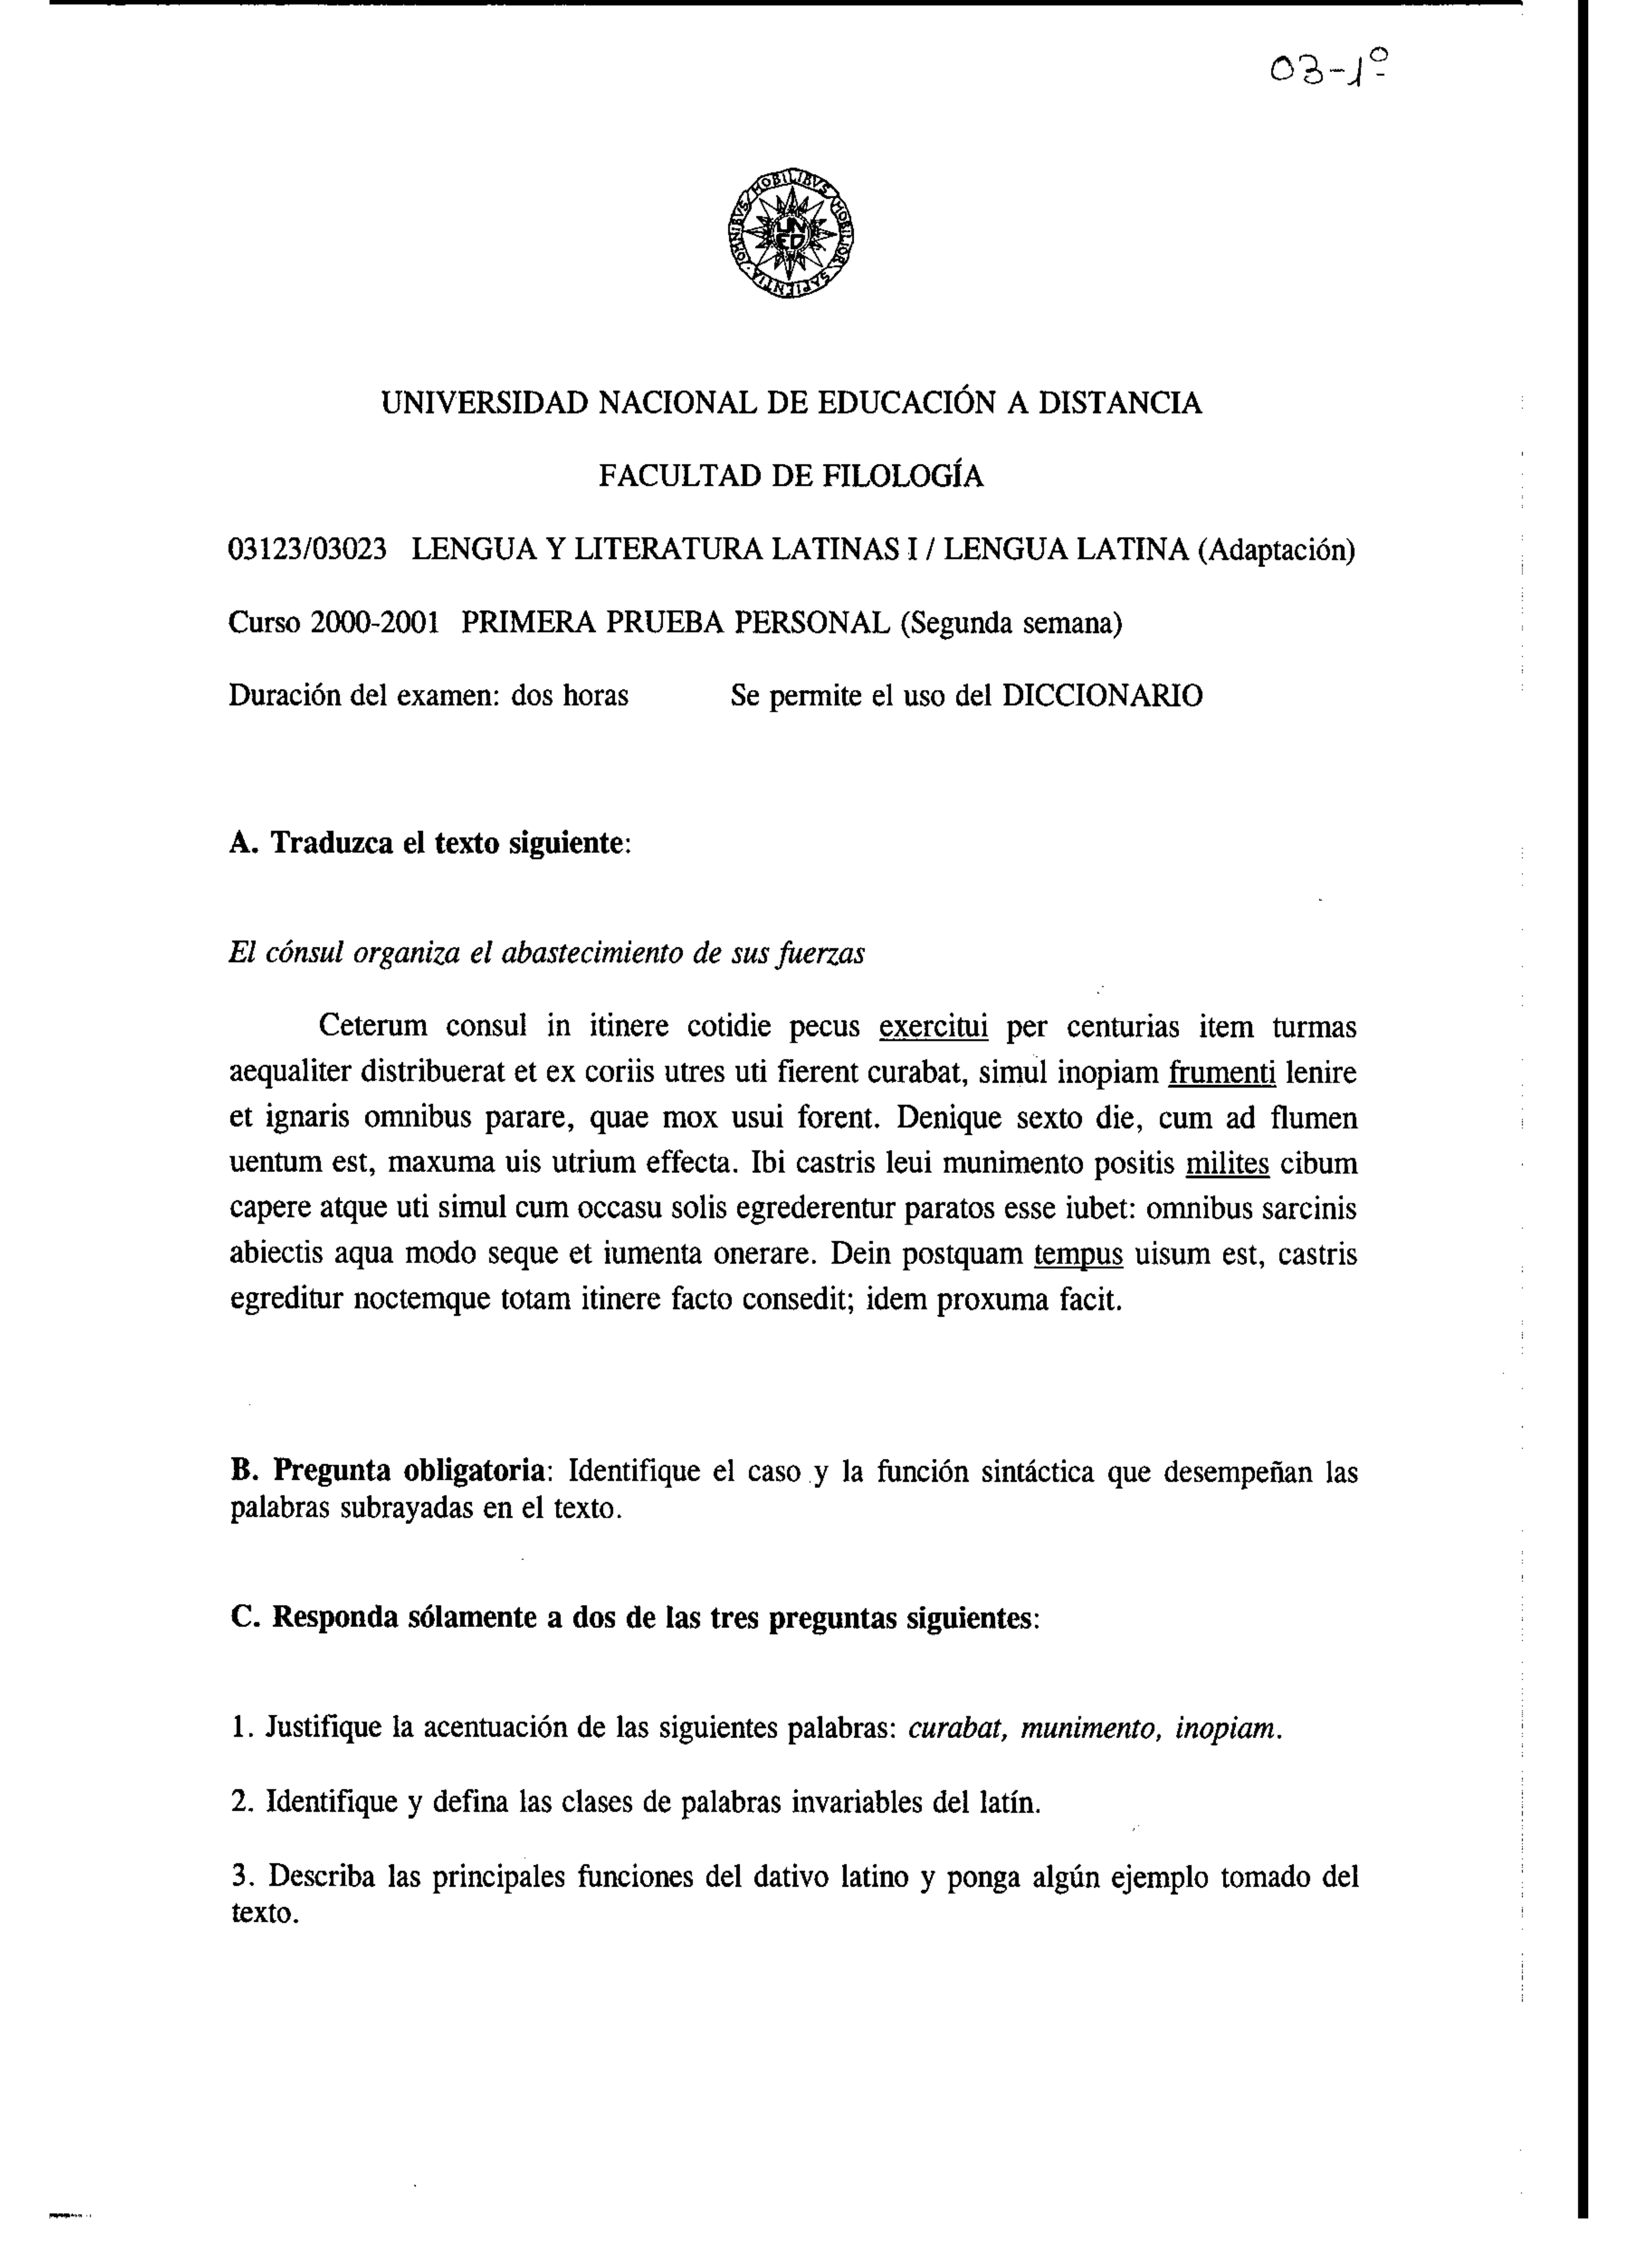 03-1º
OMNIBVS MOBILIBVS MOBILIOR SAPIENTIA
UN
ED
UNIVERSIDAD NACIONAL DE EDUCACIÓN A DISTANCIA
FACULTAD DE FILOLOGÍA
03123/03023 LENGUA Y LITERATURA LATINAS I / LENGUA LATINA (Adaptación)
Curso 2000-2001 PRIMERA PRUEBA PERSONAL (Segunda semana)
Duración del examen: dos horas Se permite el uso del DICCIONARIO
A. Traduzca el texto siguiente:
El cónsul organiza el abastecimiento de sus fuerzas
Ceterum consul in itinere cotidie pecus exercitui per centurias item turmas
aequaliter distribuerat et ex coriis utres uti fierent curabat, simul inopiam frumenti lenire
et ignaris omnibus parare, quae mox usui forent. Denique sexto die, cum ad flumen
uentum est, maxuma uis utrium effecta. Ibi castris leui munimento positis milites cibum
capere atque uti simul cum occasu solis egrederentur paratos esse iubet: omnibus sarcinis
abiectis aqua modo seque et iumenta onerare. Dein postquam tempus uisum est, castris
egreditur noctemque totam itinere facto consedit; idem proxuma facit.
B. Pregunta obligatoria: Identifique el caso y la función sintáctica que desempeñan las
palabras subrayadas en el texto.
C. Responda sólamente a dos de las tres preguntas siguientes:
1. Justifique la acentuación de las siguientes palabras: curabat, munimento, inopiam.
2. Identifique y defina las clases de palabras invariables del latín.
3. Describa las principales funciones del dativo latino y ponga algún ejemplo tomado del
texto.